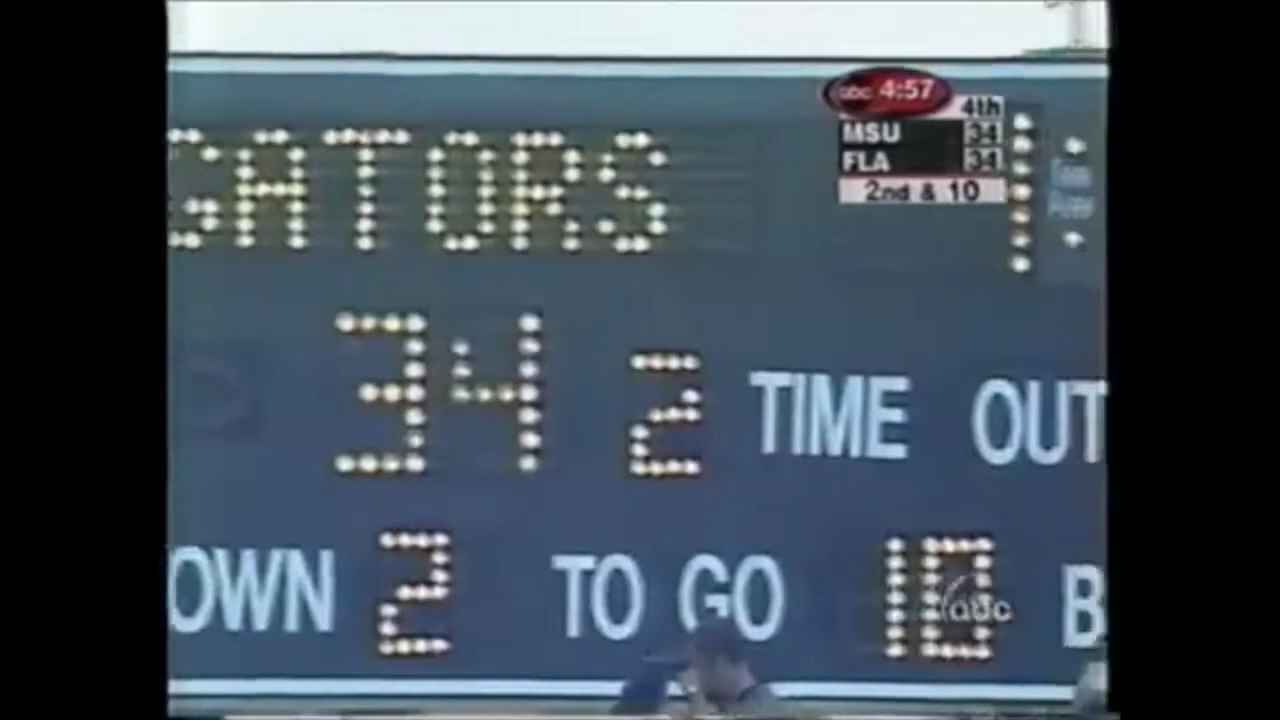 abc 4:57
4th
MSU 34
FLA 34
2nd & 10
GATORS
34 2 TIME OUT
OWN 2 TO GO 10 B
abc